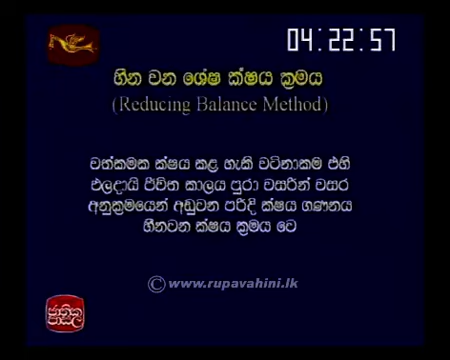 04:22:57
හීන වන ශේෂ ක්ෂය ක්‍රමය
(Reducing Balance Method)
වත්කමක ක්ෂය කළ හැකි වටිනාකම එහි
ඵලදායී ජීවිත කාලය පුරා වසරින් වසර
අනුක්‍රමයෙන් අඩුවන පරිදි ක්ෂය ගණනය
හීනවන ක්ෂය ක්‍රමය වේ
© www.rupavahini.lk
ජාතික
පාසල